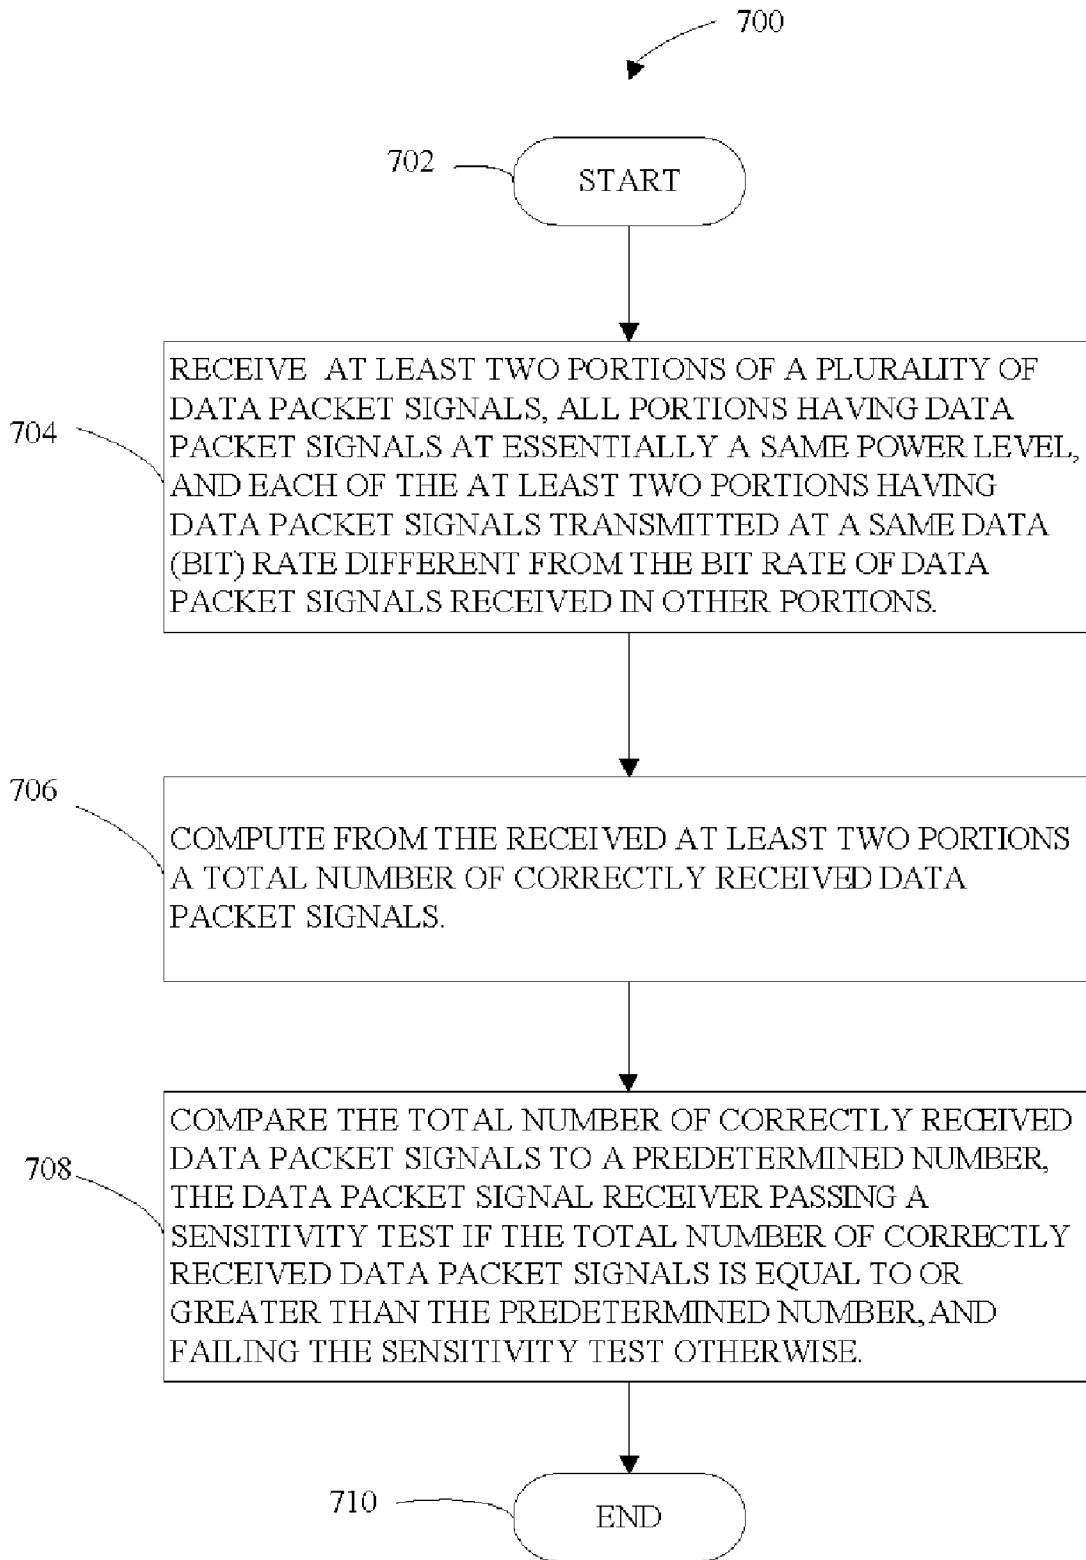 700
702
START
704
RECEIVE AT LEAST TWO PORTIONS OF A PLURALITY OF
DATA PACKET SIGNALS, ALL PORTIONS HAVING DATA
PACKET SIGNALS AT ESSENTIALLY A SAME POWER LEVEL,
AND EACH OF THE AT LEAST TWO PORTIONS HAVING
DATA PACKET SIGNALS TRANSMITTED AT A SAME DATA
(BIT) RATE DIFFERENT FROM THE BIT RATE OF DATA
PACKET SIGNALS RECEIVED IN OTHER PORTIONS.
706
COMPUTE FROM THE RECEIVED AT LEAST TWO PORTIONS
A TOTAL NUMBER OF CORRECTLY RECEIVED DATA
PACKET SIGNALS.
708
COMPARE THE TOTAL NUMBER OF CORRECTLY RECEIVED
DATA PACKET SIGNALS TO A PREDETERMINED NUMBER,
THE DATA PACKET SIGNAL RECEIVER PASSING A
SENSITIVITY TEST IF THE TOTAL NUMBER OF CORRECTLY
RECEIVED DATA PACKET SIGNALS IS EQUAL TO OR
GREATER THAN THE PREDETERMINED NUMBER, AND
FAILING THE SENSITIVITY TEST OTHERWISE.
710
END